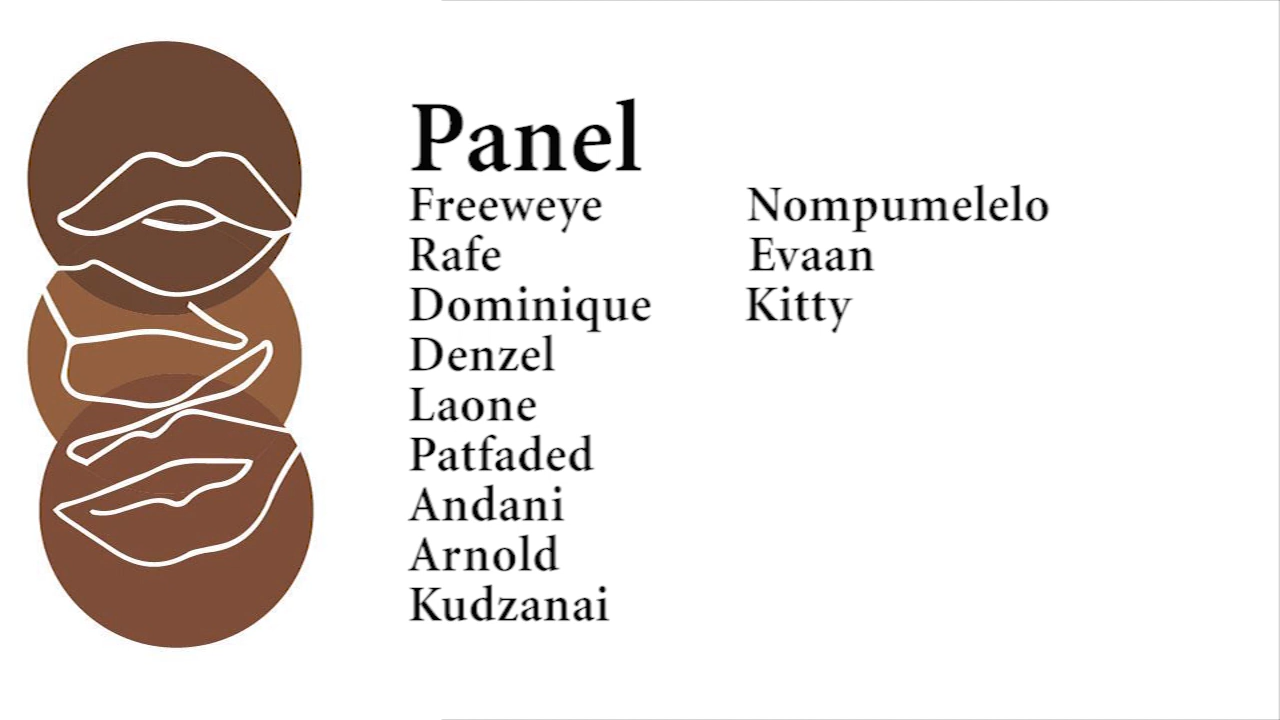 Panel
Freeweye
Rafe
Dominique
Denzel
Laone
Patfaded
Andani
Arnold
Kudzanai
Nompumelelo
Evaan
Kitty